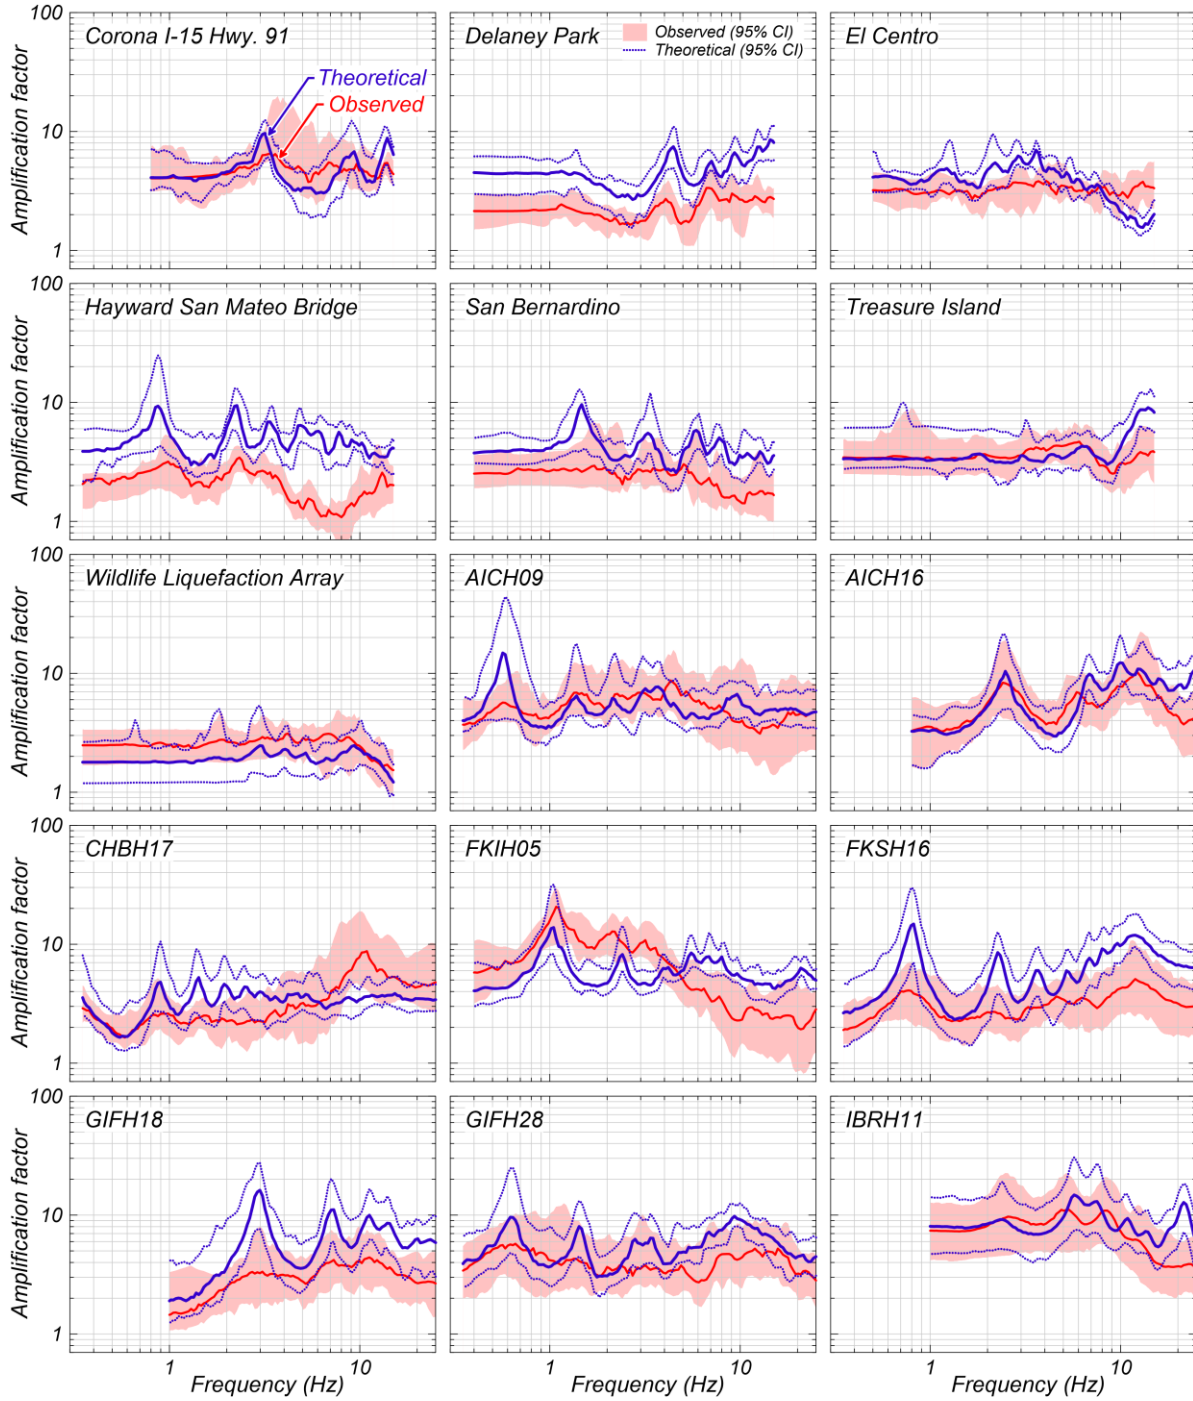 Amplification factor
100
10
1
Corona I-15 Hwy. 91
Theoretical
Observed
Delaney Park
Observed (95% CI)
Theoretical (95% CI)
El Centro
Amplification factor
100
10
1
Hayward San Mateo Bridge
San Bernardino
Treasure Island
Amplification factor
100
10
1
Wildlife Liquefaction Array
AICH09
AICH16
Amplification factor
100
10
1
CHBH17
FKIH05
FKSH16
Amplification factor
100
10
1
GIFH18
GIFH28
IBRH11
1 10
1 10
1 10
Frequency (Hz)
Frequency (Hz)
Frequency (Hz)